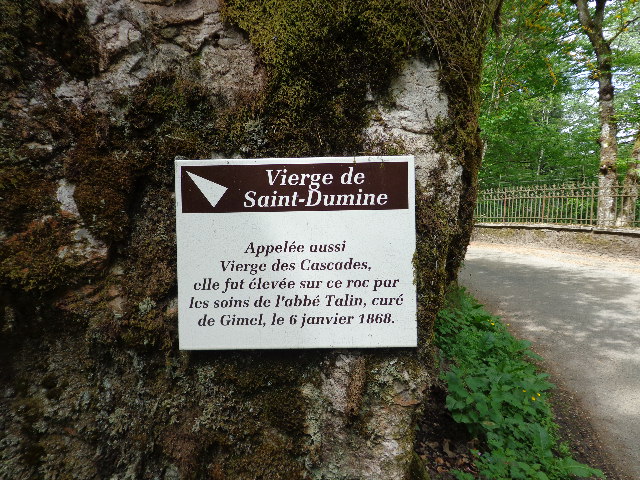 Vierge de
Saint-Dumine
Appelée aussi
Vierge des Cascades,
elle fut élevée sur ce roc par
les soins de l'abbé Talin, curé
de Gimel, le 6 janvier 1868.